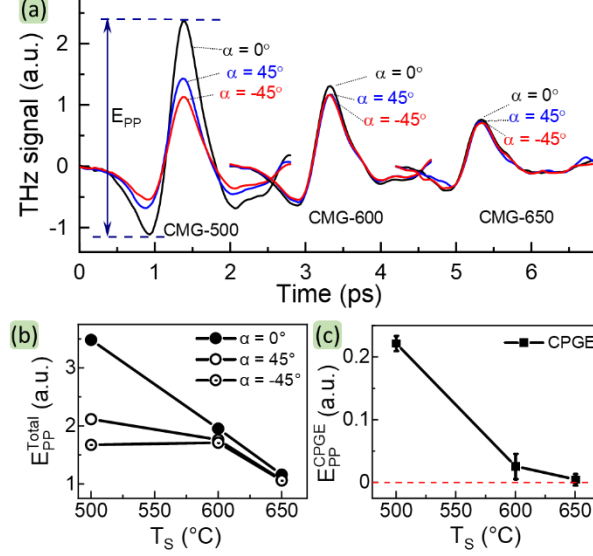 (a)
THz signal (a.u.)
2
1
0
-1
E_PP
α = 0°
α = 45°
α = -45°
CMG-500
α = 0°
α = 45°
α = -45°
CMG-600
α = 0°
α = 45°
α = -45°
CMG-650
0 1 2 3 4 5 6
Time (ps)
(b)
E_PP^Total (a.u.)
3
2
1
α = 0°
α = 45°
α = -45°
500 550 600 650
T_S (°C)
(c)
E_PP^CPGE (a.u.)
0.2
0.1
0
CPGE
500 550 600 650
T_S (°C)